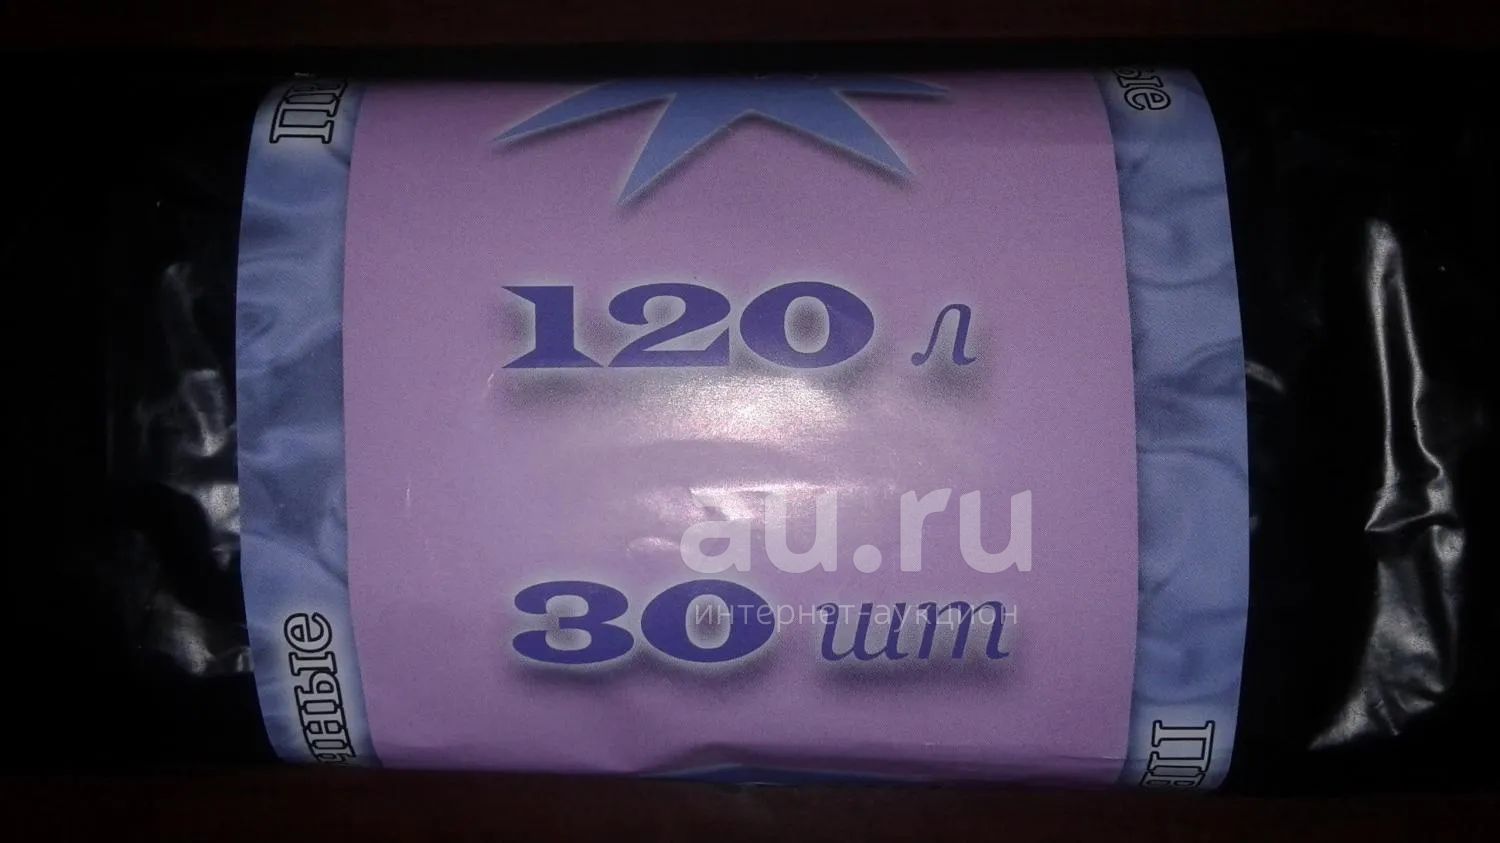 120 л
au.ru
интернет-аукцион
30 шт